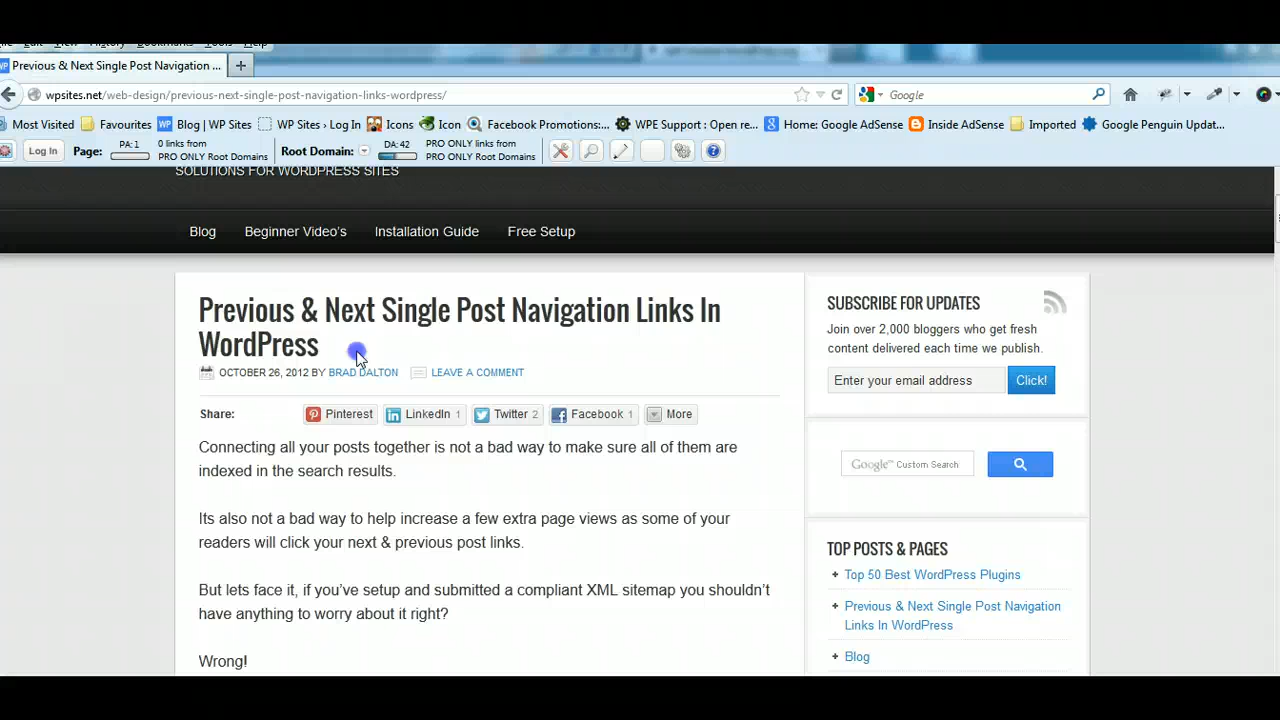 File Edit View History Bookmarks Tools Help
WP Previous & Next Single Post Navigation ... +
wpsites.net/web-design/previous-next-single-post-navigation-links-wordpress/ Google
Most Visited Favourites Blog | WP Sites WP Sites › Log In Icons Icon Facebook Promotions:... WPE Support : Open re... Home: Google AdSense Inside AdSense Imported Google Penguin Updat...
Log In Page: PA: 1 0 links from PRO ONLY Root Domains Root Domain: DA: 42 PRO ONLY links from PRO ONLY Root Domains
SOLUTIONS FOR WORDPRESS SITES
Blog Beginner Video's Installation Guide Free Setup
Previous & Next Single Post Navigation Links In
WordPress
OCTOBER 26, 2012 BY BRAD DALTON LEAVE A COMMENT
Share: Pinterest LinkedIn 1 Twitter 2 Facebook 1 More
Connecting all your posts together is not a bad way to make sure all of them are
indexed in the search results.
Its also not a bad way to help increase a few extra page views as some of your
readers will click your next & previous post links.
But lets face it, if you've setup and submitted a compliant XML sitemap you shouldn't
have anything to worry about it right?
Wrong!
SUBSCRIBE FOR UPDATES
Join over 2,000 bloggers who get fresh
content delivered each time we publish.
Enter your email address Click!
Google™ Custom Search
TOP POSTS & PAGES
Top 50 Best WordPress Plugins
Previous & Next Single Post Navigation
Links In WordPress
Blog